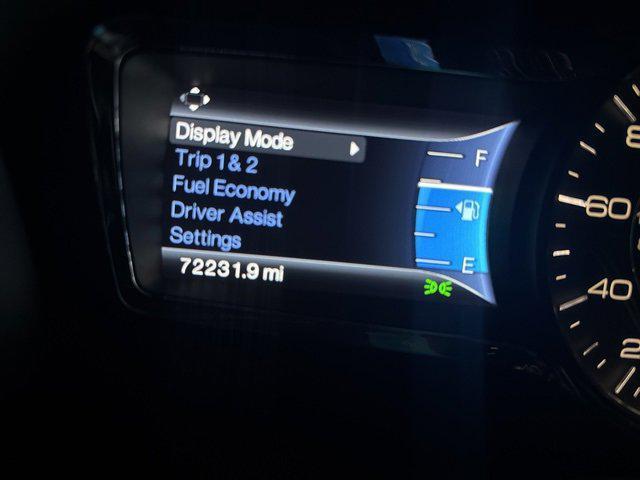 Display Mode
Trip 1 & 2
Fuel Economy
Driver Assist
Settings
72231.9 mi
F
E
60
40